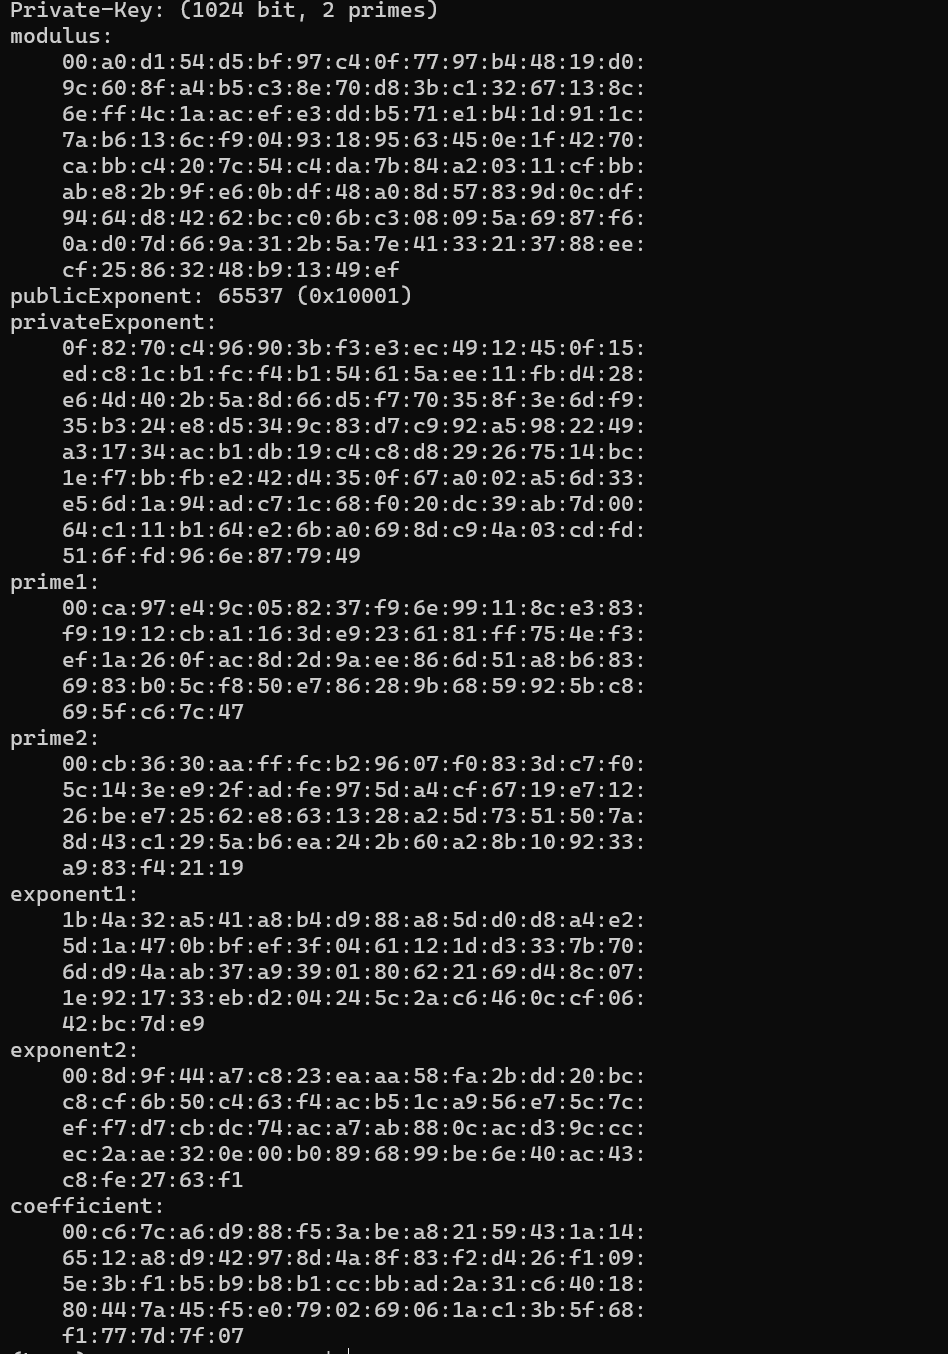 Private-Key: (1024 bit, 2 primes)
modulus:
    00:a0:d1:54:d5:bf:97:c4:0f:77:97:b4:48:19:d0:
    9c:60:8f:a4:b5:c3:8e:70:d8:3b:c1:32:67:13:8c:
    6e:ff:4c:1a:ac:ef:e3:dd:b5:71:e1:b4:1d:91:1c:
    7a:b6:13:6c:f9:04:93:18:95:63:45:0e:1f:42:70:
    ca:bb:c4:20:7c:54:c4:da:7b:84:a2:03:11:cf:bb:
    ab:e8:2b:9f:e6:0b:df:48:a0:8d:57:83:9d:0c:df:
    94:64:d8:42:62:bc:c0:6b:c3:08:09:5a:69:87:f6:
    0a:d0:7d:66:9a:31:2b:5a:7e:41:33:21:37:88:ee:
    cf:25:86:32:48:b9:13:49:ef
publicExponent: 65537 (0x10001)
privateExponent:
    0f:82:70:c4:96:90:3b:f3:e3:ec:49:12:45:0f:15:
    ed:c8:1c:b1:fc:f4:b1:54:61:5a:ee:11:fb:d4:28:
    e6:4d:40:2b:5a:8d:66:d5:f7:70:35:8f:3e:6d:f9:
    35:b3:24:e8:d5:34:9c:83:d7:c9:92:a5:98:22:49:
    a3:17:34:ac:b1:db:19:c4:c8:d8:29:26:75:14:bc:
    1e:f7:bb:fb:e2:42:d4:35:0f:67:a0:02:a5:6d:33:
    e5:6d:1a:94:ad:c7:1c:68:f0:20:dc:39:ab:7d:00:
    64:c1:11:b1:64:e2:6b:a0:69:8d:c9:4a:03:cd:fd:
    51:6f:fd:96:6e:87:79:49
prime1:
    00:ca:97:e4:9c:05:82:37:f9:6e:99:11:8c:e3:83:
    f9:19:12:cb:a1:16:3d:e9:23:61:81:ff:75:4e:f3:
    ef:1a:26:0f:ac:8d:2d:9a:ee:86:6d:51:a8:b6:83:
    69:83:b0:5c:f8:50:e7:86:28:9b:68:59:92:5b:c8:
    69:5f:c6:7c:47
prime2:
    00:cb:36:30:aa:ff:fc:b2:96:07:f0:83:3d:c7:f0:
    5c:14:3e:e9:2f:ad:fe:97:5d:a4:cf:67:19:e7:12:
    26:be:e7:25:62:e8:63:13:28:a2:5d:73:51:50:7a:
    8d:43:c1:29:5a:b6:ea:24:2b:60:a2:8b:10:92:33:
    a9:83:f4:21:19
exponent1:
    1b:4a:32:a5:41:a8:b4:d9:88:a8:5d:d0:d8:a4:e2:
    5d:1a:47:0b:bf:ef:3f:04:61:12:1d:d3:33:7b:70:
    6d:d9:4a:ab:37:a9:39:01:80:62:21:69:d4:8c:07:
    1e:92:17:33:eb:d2:04:24:5c:2a:c6:46:0c:cf:06:
    42:bc:7d:e9
exponent2:
    00:8d:9f:44:a7:c8:23:ea:aa:58:fa:2b:dd:20:bc:
    c8:cf:6b:50:c4:63:f4:ac:b5:1c:a9:56:e7:5c:7c:
    ef:f7:d7:cb:dc:74:ac:a7:ab:88:0c:ac:d3:9c:cc:
    ec:2a:ae:32:0e:00:b0:89:68:99:be:6e:40:ac:43:
    c8:fe:27:63:f1
coefficient:
    00:c6:7c:a6:d9:88:f5:3a:be:a8:21:59:43:1a:14:
    65:12:a8:d9:42:97:8d:4a:8f:83:f2:d4:26:f1:09:
    5e:3b:f1:b5:b9:b8:b1:cc:bb:ad:2a:31:c6:40:18:
    80:44:7a:45:f5:e0:79:02:69:06:1a:c1:3b:5f:68:
    f1:77:7d:7f:07